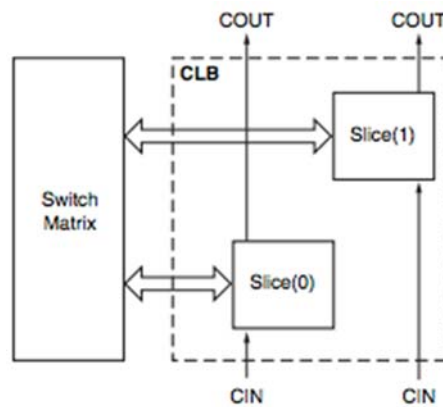 COUT COUT
CLB
Slice(1)
Switch
Matrix
Slice(0)
CIN CIN